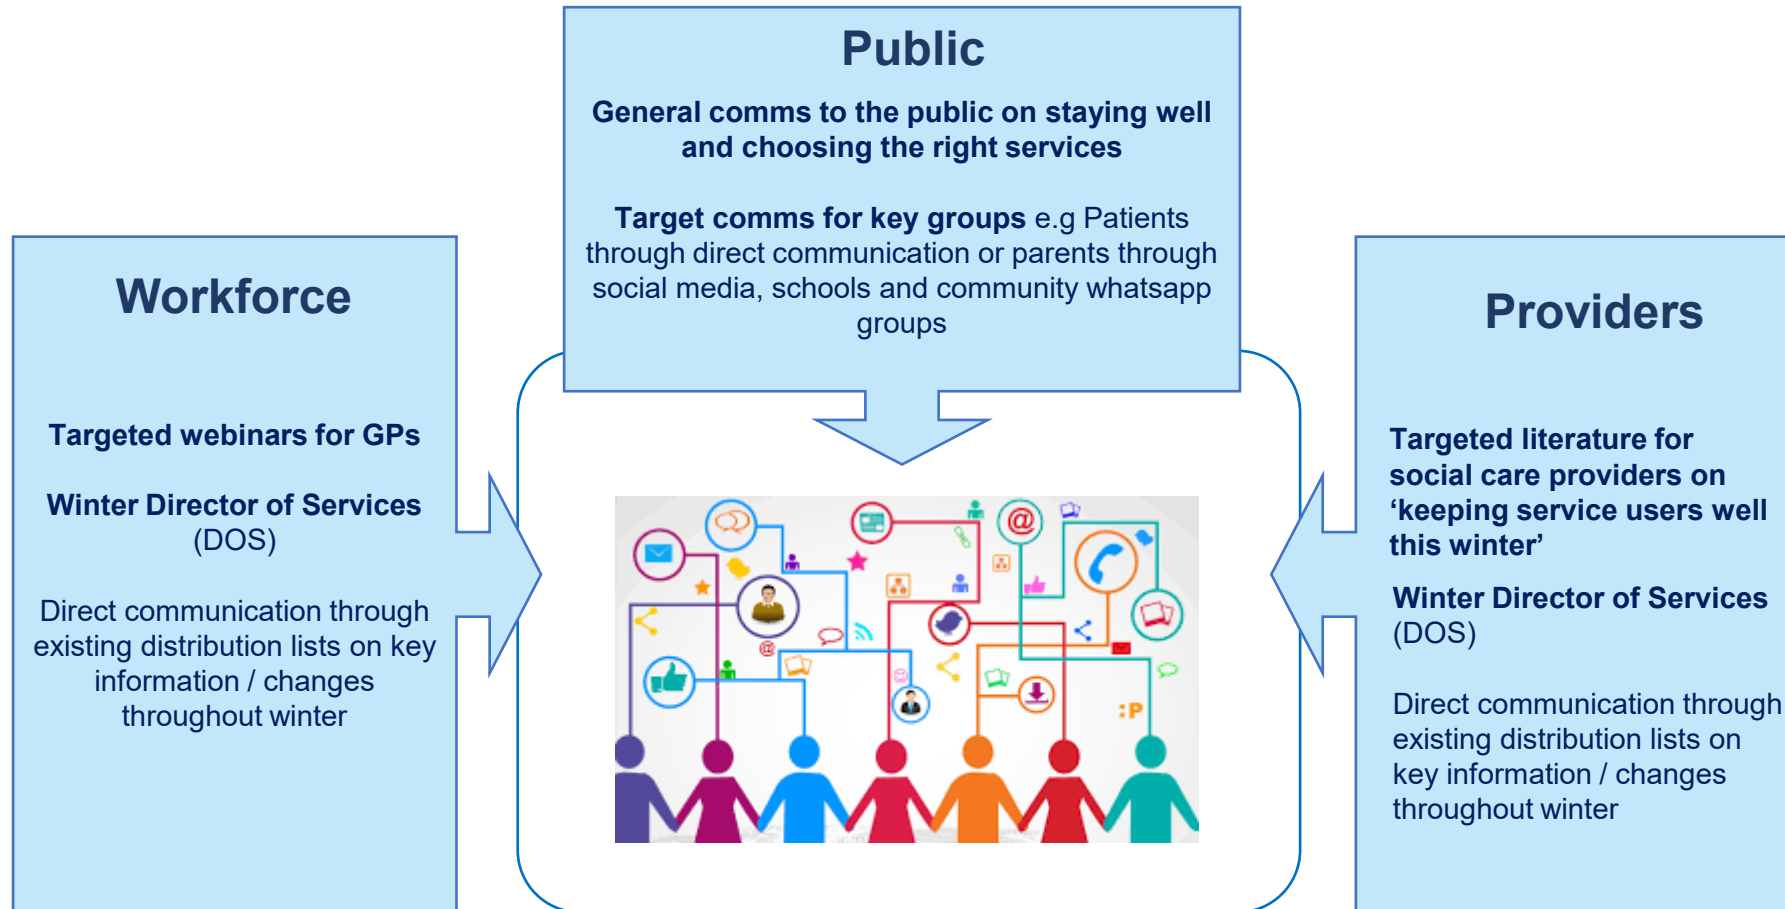 Public
General comms to the public on staying well
and choosing the right services
Target comms for key groups e.g Patients
through direct communication or parents through
social media, schools and community whatsapp
groups
Workforce
Targeted webinars for GPs
Winter Director of Services
(DOS)
Direct communication through
existing distribution lists on key
information / changes
throughout winter
Providers
Targeted literature for
social care providers on
‘keeping service users well
this winter’
Winter Director of Services
(DOS)
Direct communication through
existing distribution lists on
key information / changes
throughout winter
@
@
:P